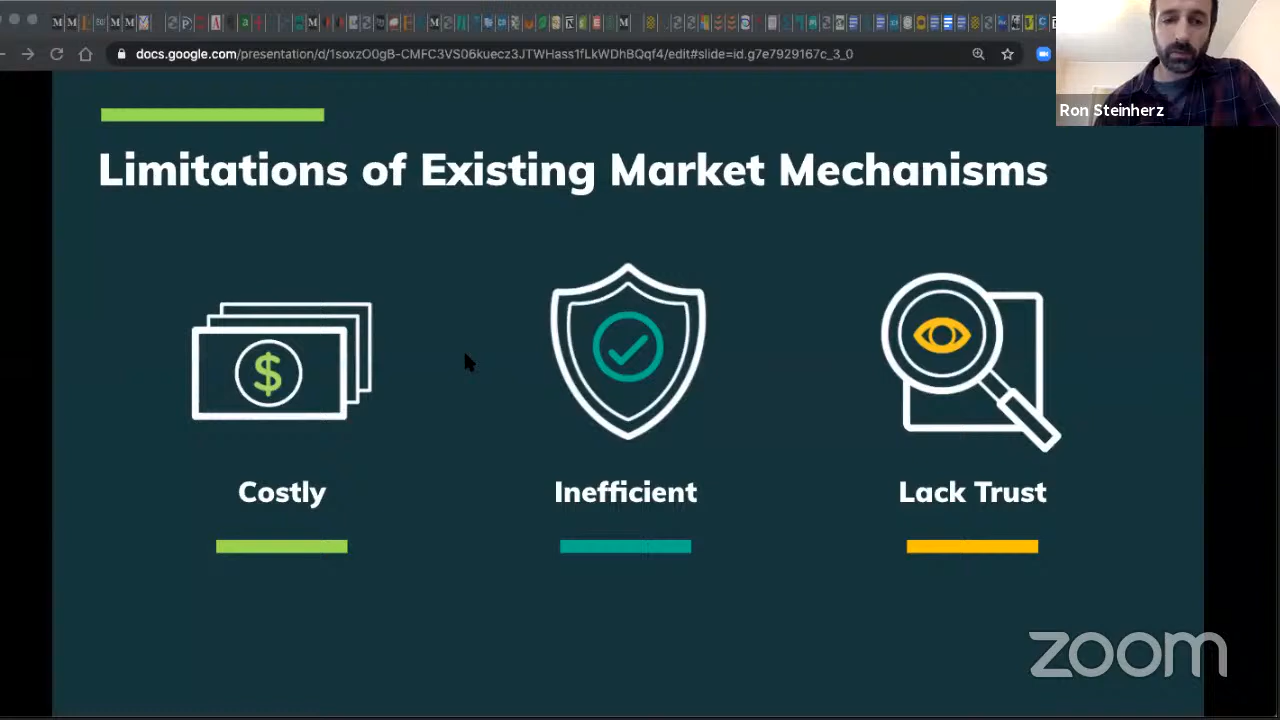 docs.google.com/presentation/d/1soxzO0gB-CMFC3VS06kuecz3JTWHass1fLkWDhBQqf4/edit#slide=id.g7e7929167c_3_0
Ron Steinherz
Limitations of Existing Market Mechanisms
$
Costly
Inefficient
Lack Trust
zoom